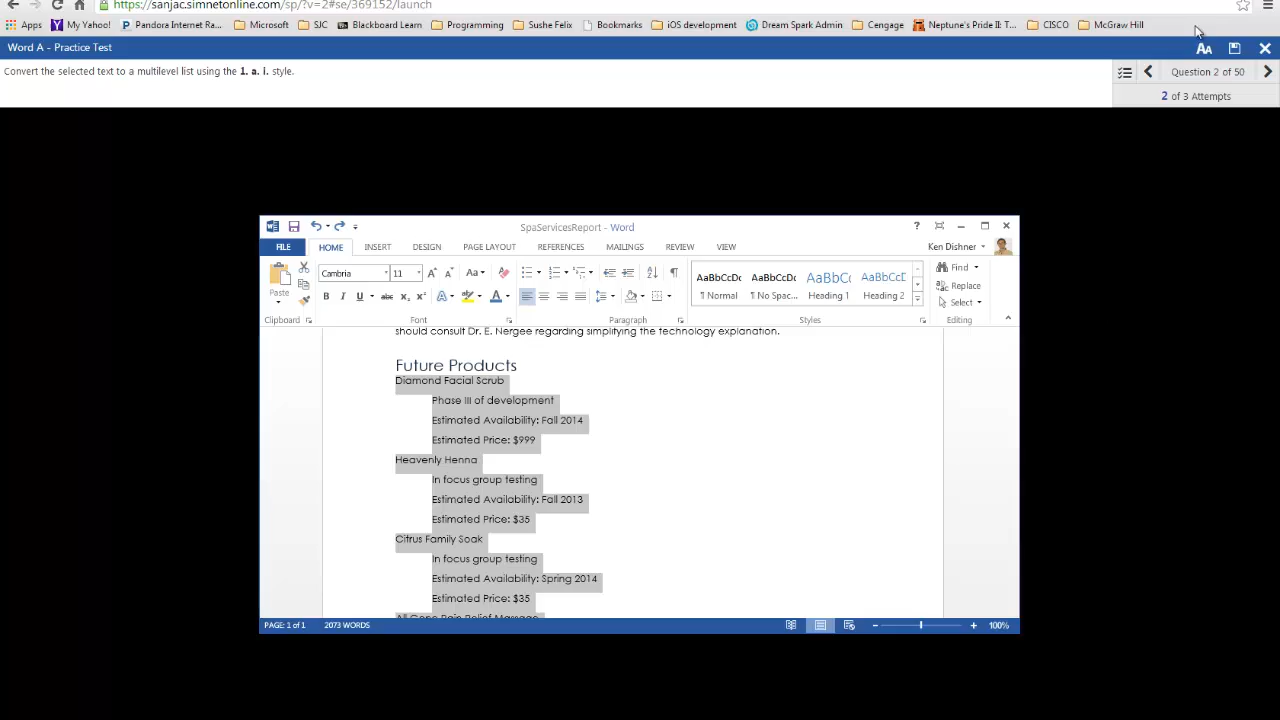 https://sanjac.simnetonline.com/sp/?v=2#se/369152/launch
Apps My Yahoo! Pandora Internet Ra... Microsoft SJC Blackboard Learn Programming Sushe Felix Bookmarks iOS development Dream Spark Admin Cengage Neptune's Pride II: T... CISCO McGraw Hill
Word A - Practice Test
Convert the selected text to a multilevel list using the 1. a. i. style.
Question 2 of 50
2 of 3 Attempts
SpaServicesReport - Word
FILE HOME INSERT DESIGN PAGE LAYOUT REFERENCES MAILINGS REVIEW VIEW Ken Dishner
Paste
Cambria 11 Aa
AaBbCcDc AaBbCcDc AaBbCc AaBbCcD
¶ Normal ¶ No Spac... Heading 1 Heading 2
Find
Replace
Select
Clipboard Font Paragraph Styles Editing
should consult Dr. E. Nergee regarding simplifying the technology explanation.
Future Products
Diamond Facial Scrub
Phase III of development
Estimated Availability: Fall 2014
Estimated Price: $999
Heavenly Henna
In focus group testing
Estimated Availability: Fall 2013
Estimated Price: $35
Citrus Family Soak
In focus group testing
Estimated Availability: Spring 2014
Estimated Price: $35
All Gone Pain Relief Massage
PAGE: 1 of 1 2073 WORDS 100%